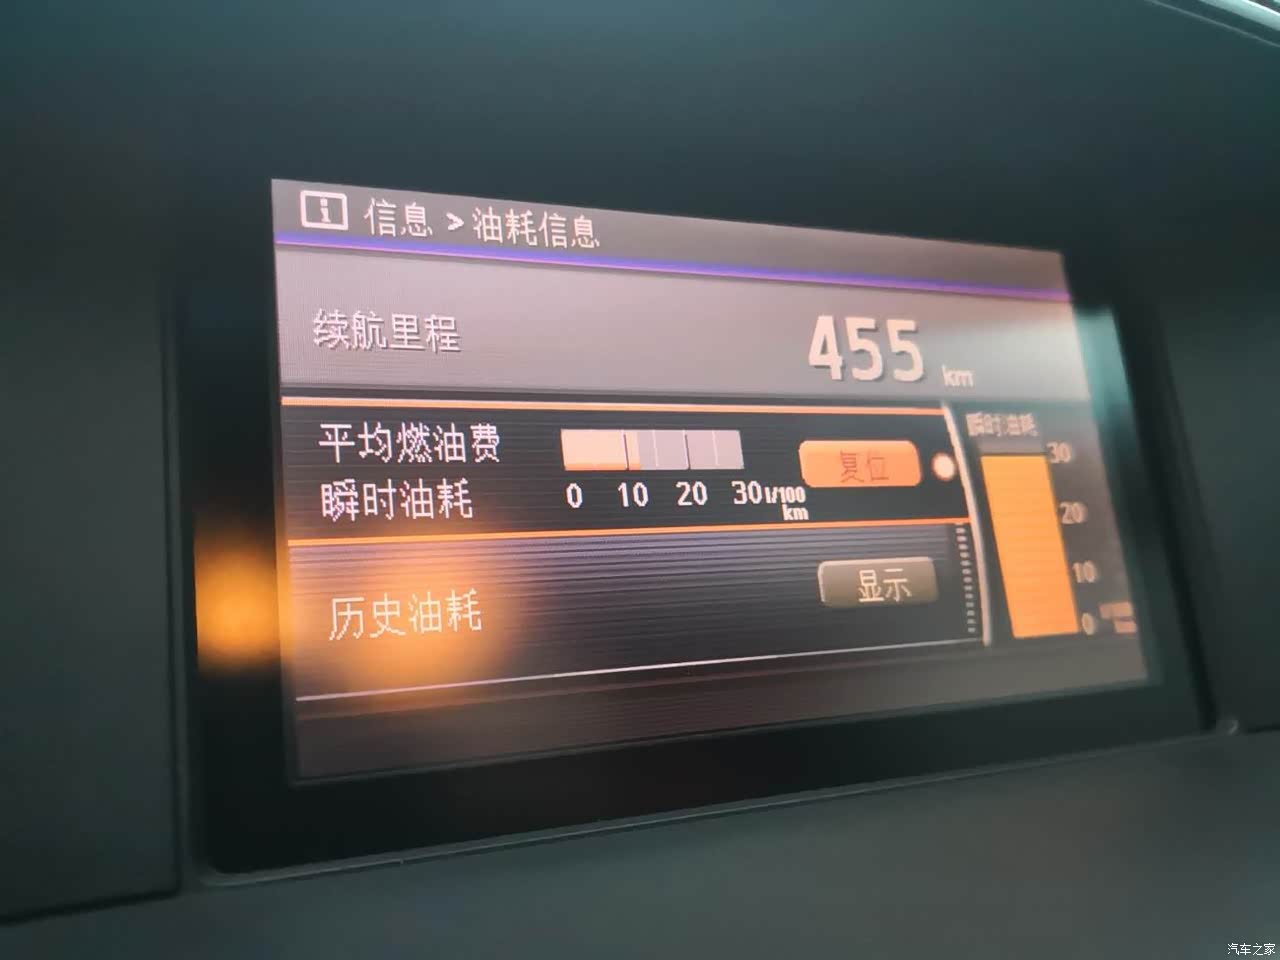 i 信息 > 油耗信息
续航里程 455 km
平均燃油费 复位
瞬时油耗 0 10 20 30 l/100 km
历史油耗 显示
瞬时油耗
30
20
10
0
汽车之家